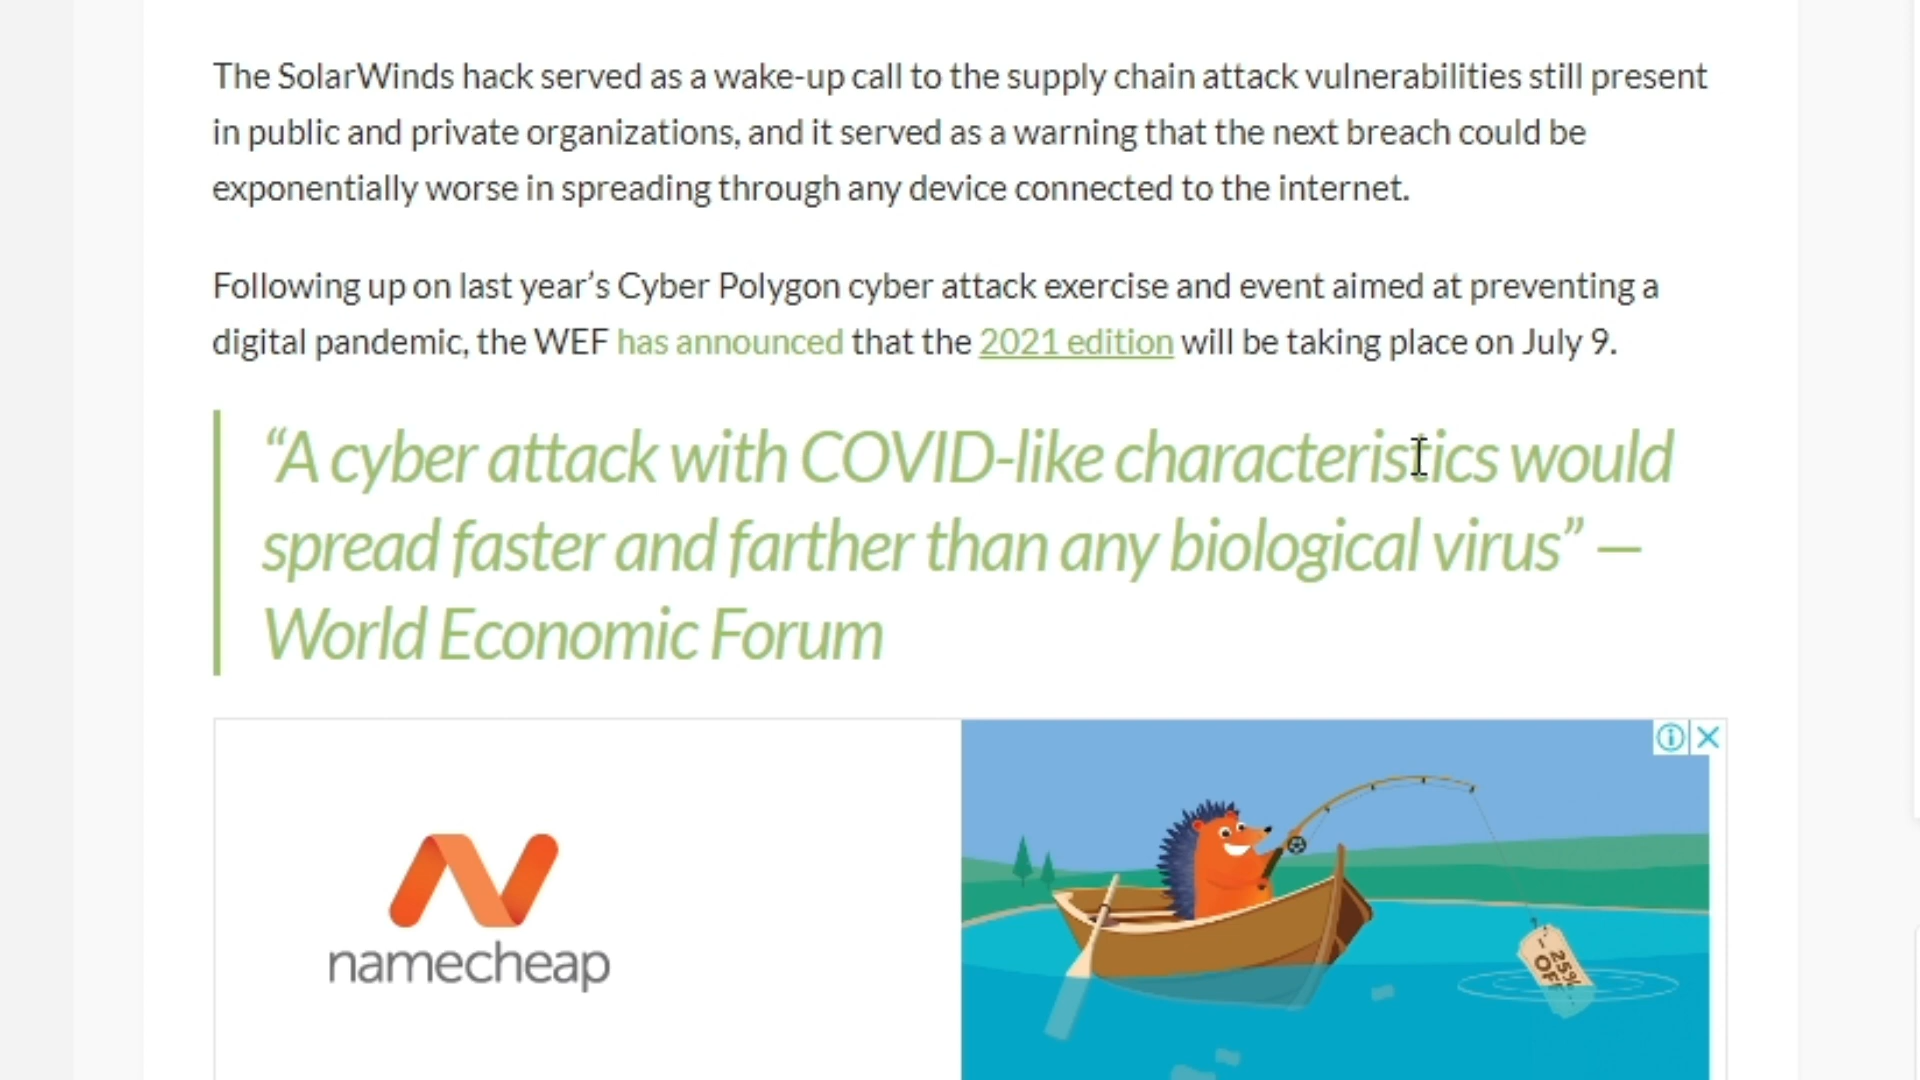 The SolarWinds hack served as a wake-up call to the supply chain attack vulnerabilities still present
in public and private organizations, and it served as a warning that the next breach could be
exponentially worse in spreading through any device connected to the internet.
Following up on last year’s Cyber Polygon cyber attack exercise and event aimed at preventing a
digital pandemic, the WEF has announced that the 2021 edition will be taking place on July 9.
“A cyber attack with COVID-like characteristics would
spread faster and farther than any biological virus” —
World Economic Forum
namecheap
25%
OFF